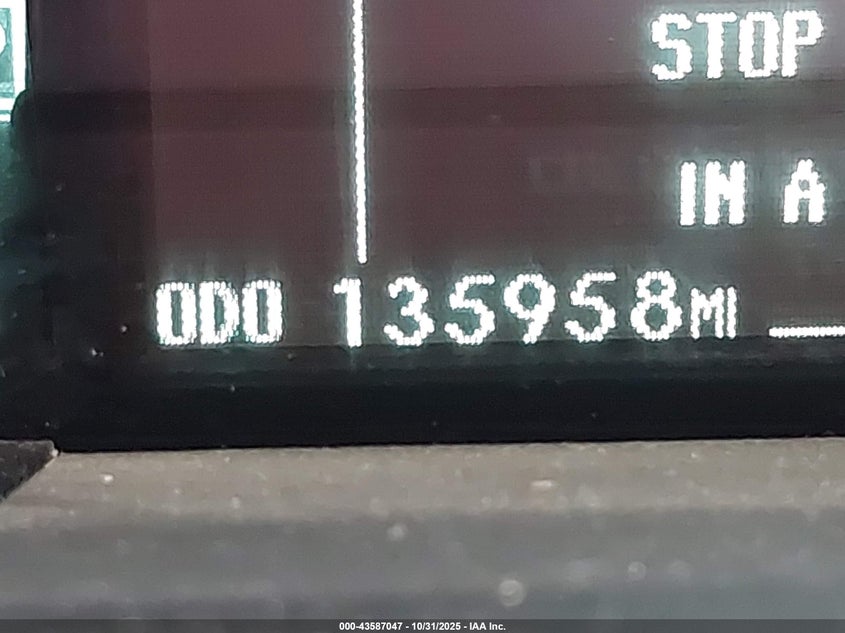 STOP
IN A
ODO 135958MI
000-43587047 - 10/31/2025 - IAA Inc.